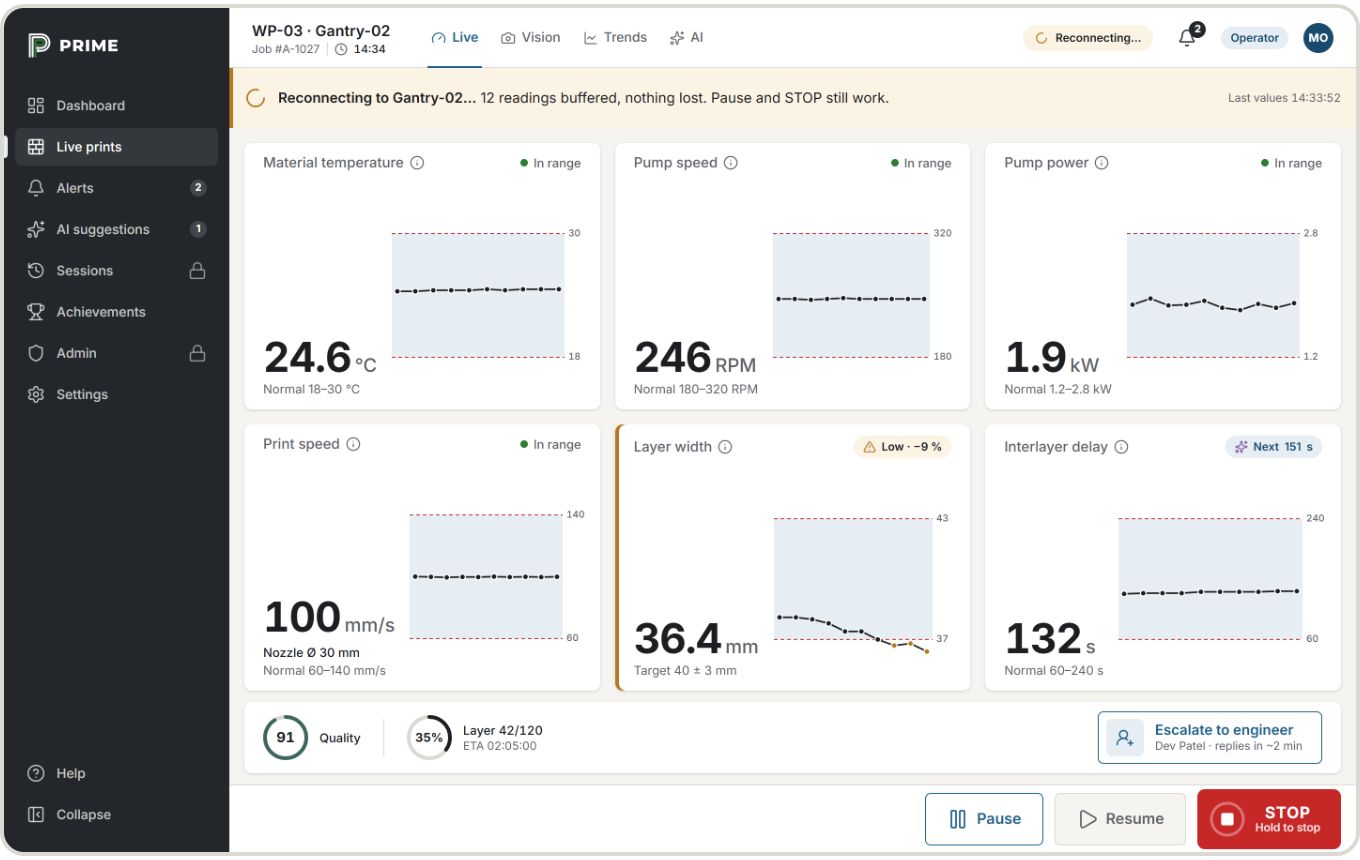 PRIME
Dashboard
Live prints
Alerts 2
AI suggestions 1
Sessions
Achievements
Admin
Settings
Help
Collapse
WP-03 · Gantry-02
Job #A-1027 14:34
Live
Vision
Trends
AI
Reconnecting...
2
Operator
MO
Reconnecting to Gantry-02... 12 readings buffered, nothing lost. Pause and STOP still work.
Last values 14:33:52
Material temperature
In range
30
18
24.6 °C
Normal 18–30 °C
Pump speed
In range
320
180
246 RPM
Normal 180–320 RPM
Pump power
In range
2.8
1.2
1.9 kW
Normal 1.2–2.8 kW
Print speed
In range
140
60
100 mm/s
Nozzle Ø 30 mm
Normal 60–140 mm/s
Layer width
Low · −9 %
43
37
36.4 mm
Target 40 ± 3 mm
Interlayer delay
Next 151 s
240
60
132 s
Normal 60–240 s
91
Quality
35%
Layer 42/120
ETA 02:05:00
Escalate to engineer
Dev Patel · replies in ~2 min
Pause
Resume
STOP
Hold to stop